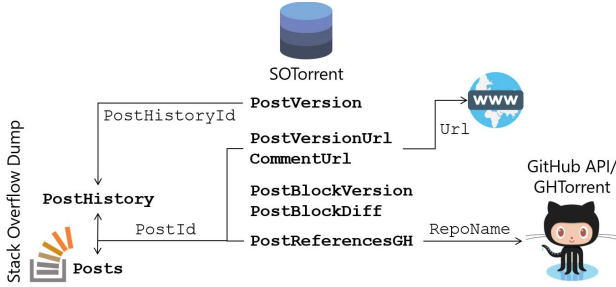 SOTorrent
PostVersion
PostHistoryId
WWW
PostVersionUrl
Url
CommentUrl
Stack Overflow Dump
GitHub API/
GHTorrent
PostBlockVersion
PostHistory
PostBlockDiff
PostId
PostReferencesGH
RepoName
Posts